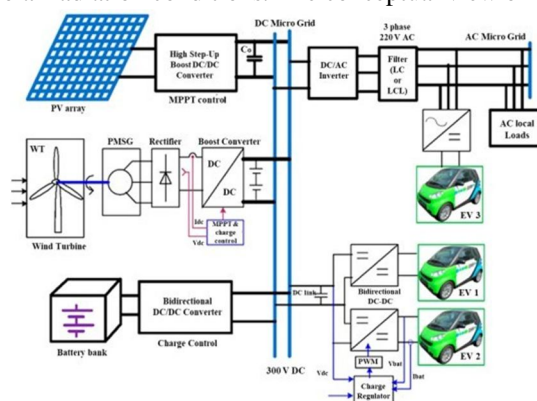 DC Micro Grid
3 phase
220 V AC
AC Micro Grid
High Step-Up
Boost DC/DC
Converter
Co
DC/AC
Inverter
Filter
(LC
or
LCL)
PV array
MPPT control
AC local
Loads
WT
PMSG
Rectifier
Boost Converter
DC
DC
Idc
Vdc
MPPT &
charge
control
Wind Turbine
EV 3
Bidirectional
DC/DC Converter
DC link
Bidirectional
DC-DC
EV 1
Battery bank
Charge Control
300 V DC
PWM
Vbat
Ibat
EV 2
Vdc
Charge
Regulator